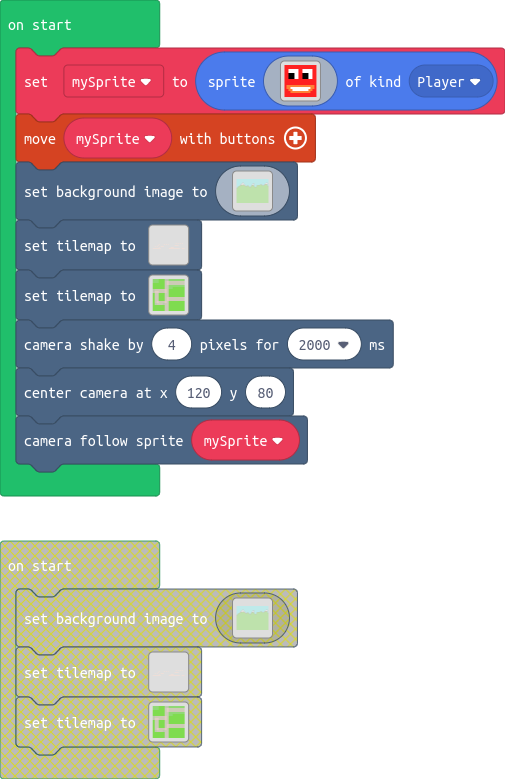 on start
set mySprite to sprite of kind Player
move mySprite with buttons
set background image to
set tilemap to
set tilemap to
camera shake by 4 pixels for 2000 ms
center camera at x 120 y 80
camera follow sprite mySprite
on start
set background image to
set tilemap to
set tilemap to